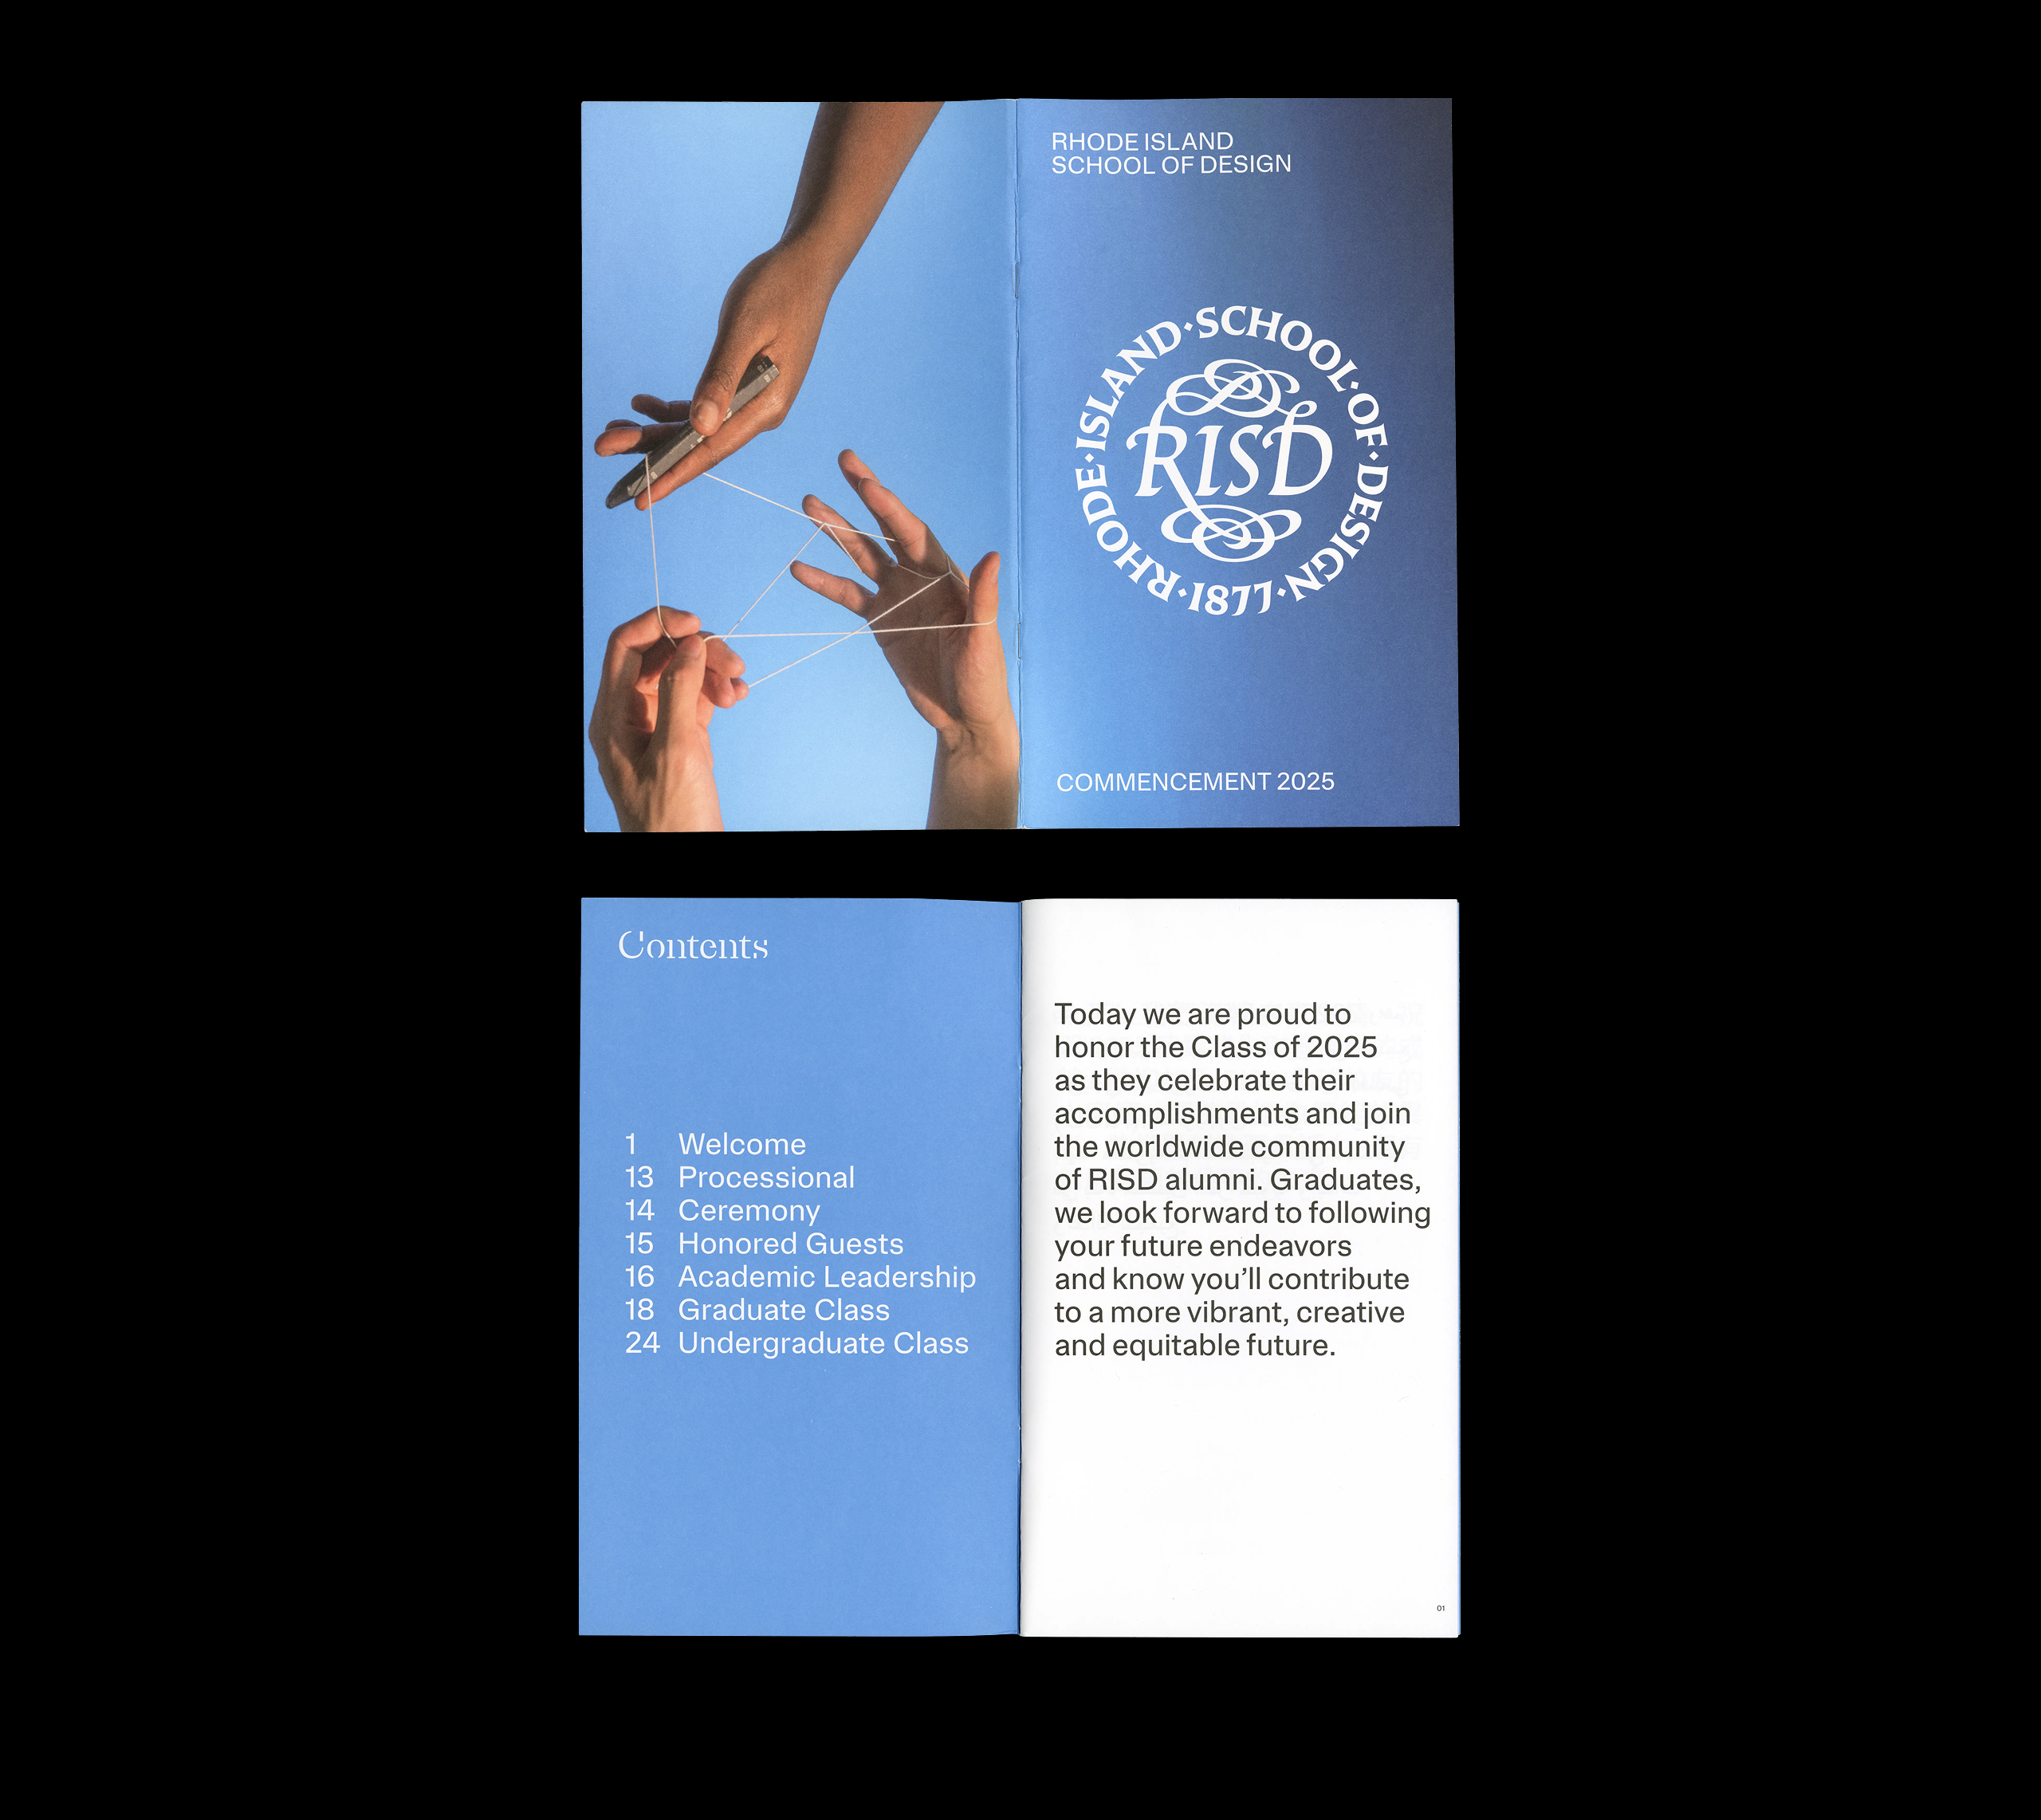 RHODE ISLAND
SCHOOL OF DESIGN
RHODE·ISLAND·SCHOOL·OF·DESIGN·1877·
RISD
COMMENCEMENT 2025
Contents
1 Welcome
13 Processional
14 Ceremony
15 Honored Guests
16 Academic Leadership
18 Graduate Class
24 Undergraduate Class
Today we are proud to
honor the Class of 2025
as they celebrate their
accomplishments and join
the worldwide community
of RISD alumni. Graduates,
we look forward to following
your future endeavors
and know you’ll contribute
to a more vibrant, creative
and equitable future.
01